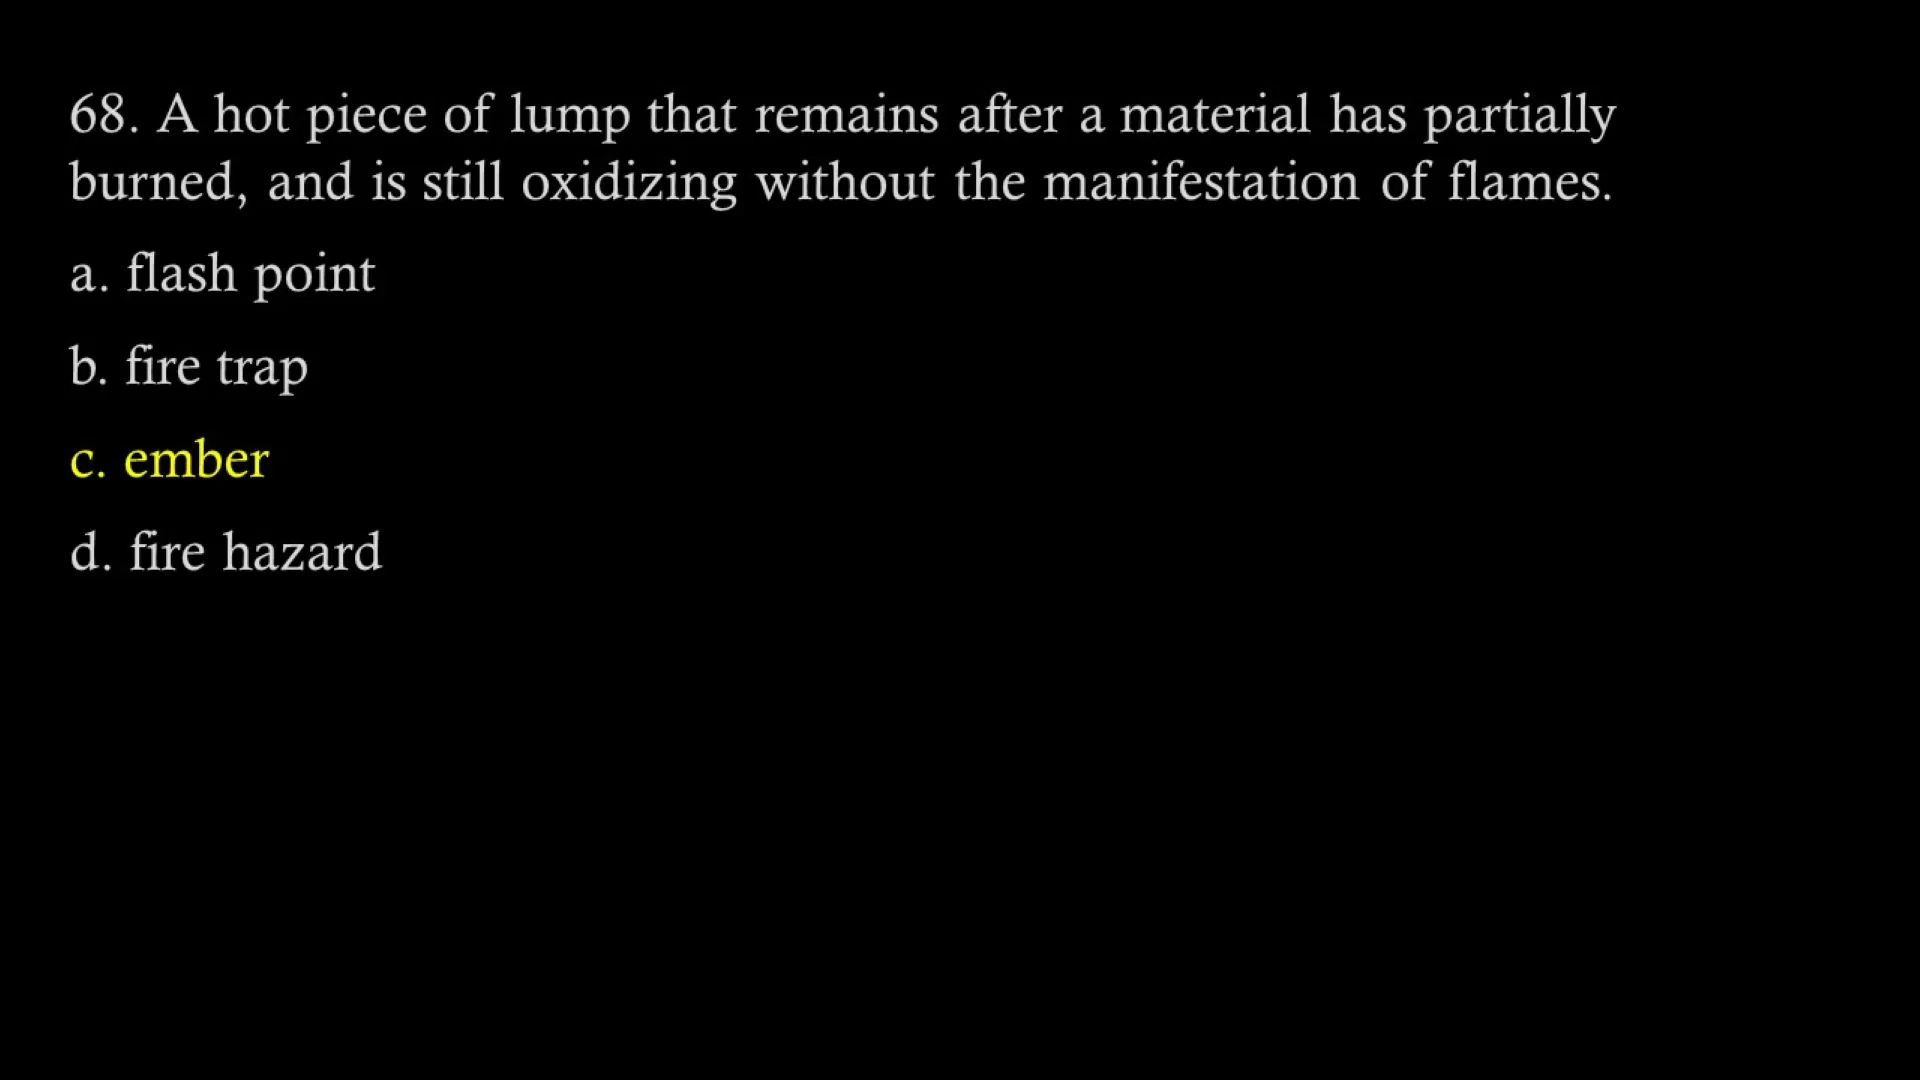 68. A hot piece of lump that remains after a material has partially
burned, and is still oxidizing without the manifestation of flames.
a. flash point
b. fire trap
c. ember
d. fire hazard